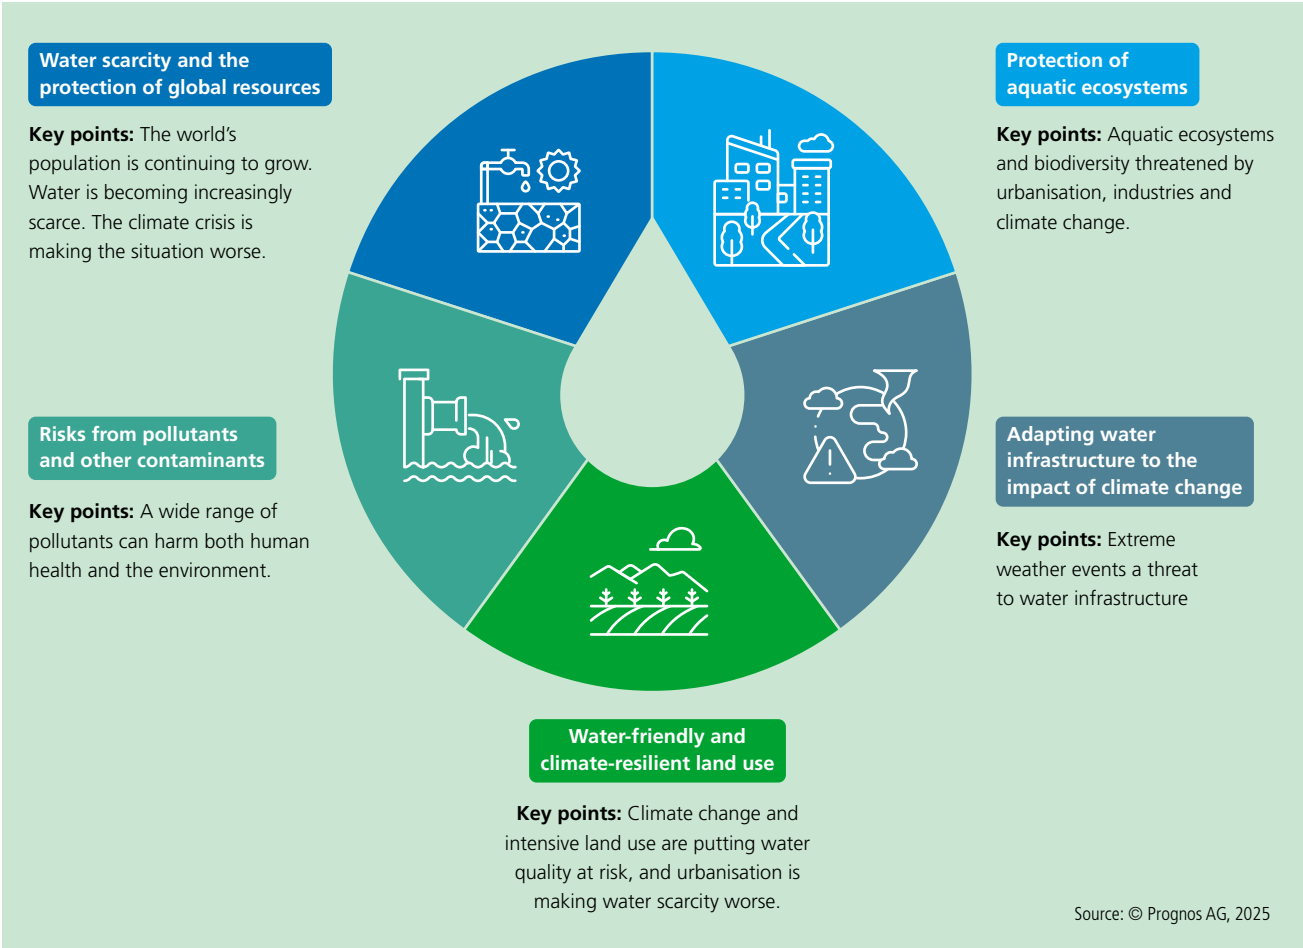 Water scarcity and the
protection of global resources
Key points: The world's
population is continuing to grow.
Water is becoming increasingly
scarce. The climate crisis is
making the situation worse.
Protection of
aquatic ecosystems
Key points: Aquatic ecosystems
and biodiversity threatened by
urbanisation, industries and
climate change.
Risks from pollutants
and other contaminants
Key points: A wide range of
pollutants can harm both human
health and the environment.
Adapting water
infrastructure to the
impact of climate change
Key points: Extreme
weather events a threat
to water infrastructure
Water-friendly and
climate-resilient land use
Key points: Climate change and
intensive land use are putting water
quality at risk, and urbanisation is
making water scarcity worse.
Source: © Prognos AG, 2025